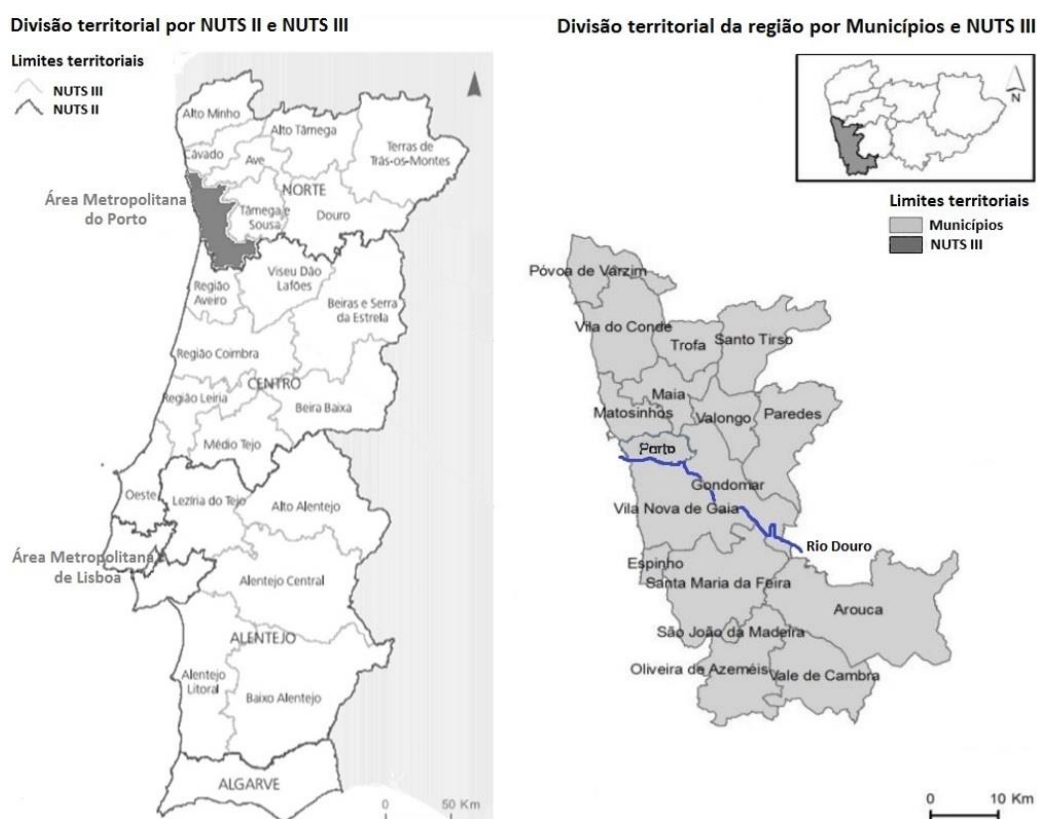 Divisão territorial por NUTS II e NUTS III
Limites territoriais
NUTS III
NUTS II
Alto Minho
Alto Tâmega
Terras de
Trás-os-Montes
Cávado
Ave
NORTE
Área Metropolitana
do Porto
Tâmega e
Sousa
Douro
Viseu Dão
Lafões
Região
Aveiro
Beiras e Serra
da Estrela
Região Coimbra
CENTRO
Região Leiria
Beira Baixa
Médio Tejo
Oeste
Lezíria do Tejo
Alto Alentejo
Área Metropolitana
de Lisboa
Alentejo Central
ALENTEJO
Alentejo
Litoral
Baixo Alentejo
ALGARVE
0 50 Km
Divisão territorial da região por Municípios e NUTS III
N
Limites territoriais
Municípios
NUTS III
Póvoa de Varzim
Vila do Conde
Trofa
Santo Tirso
Maia
Matosinhos
Valongo
Paredes
Porto
Gondomar
Vila Nova de Gaia
Rio Douro
Espinho
Santa Maria da Feira
Arouca
São João da Madeira
Oliveira de Azeméis
Vale de Cambra
0 10 Km